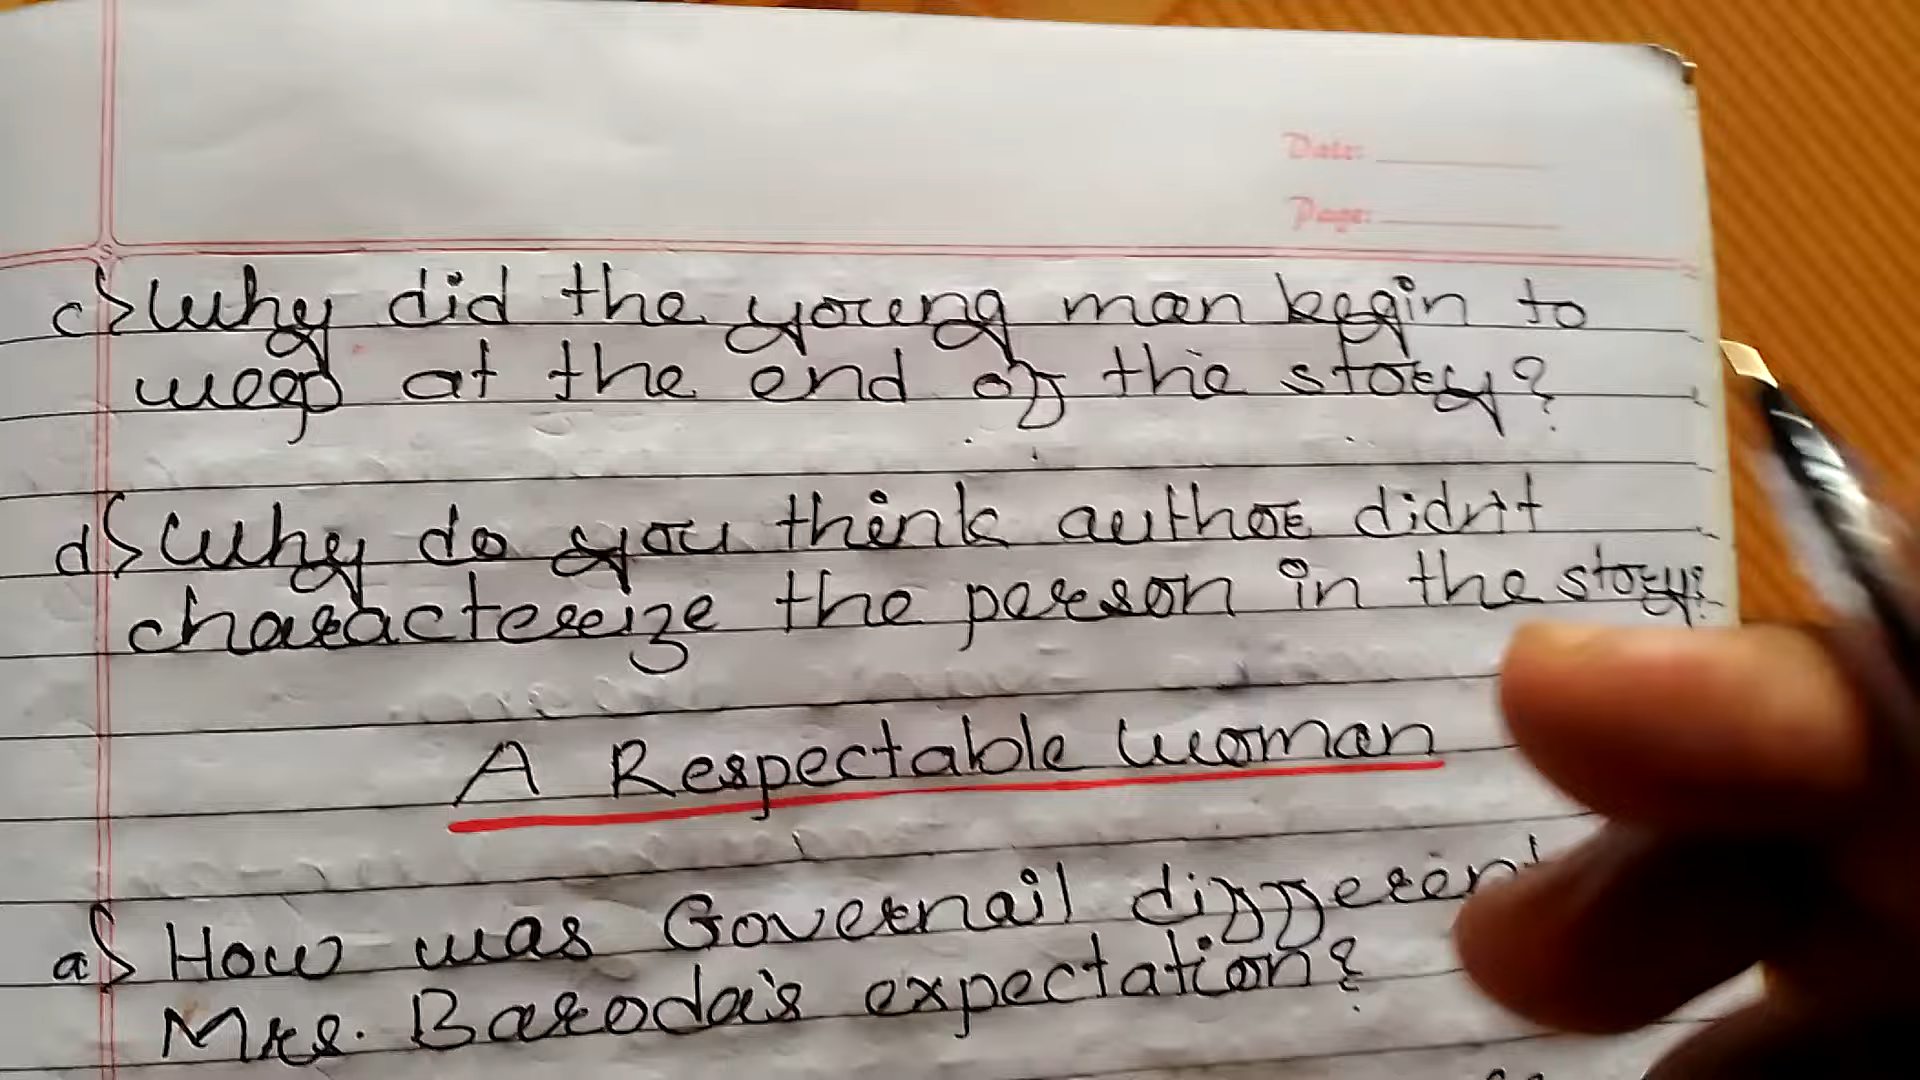 Date:
Page:
c) Why did the young man begin to
weep at the end of the story?
d) Why do you think author didn't
characterize the person in the story?
A Respectable Woman
a) How was Governail different
Mrs. Baroda's expectation?